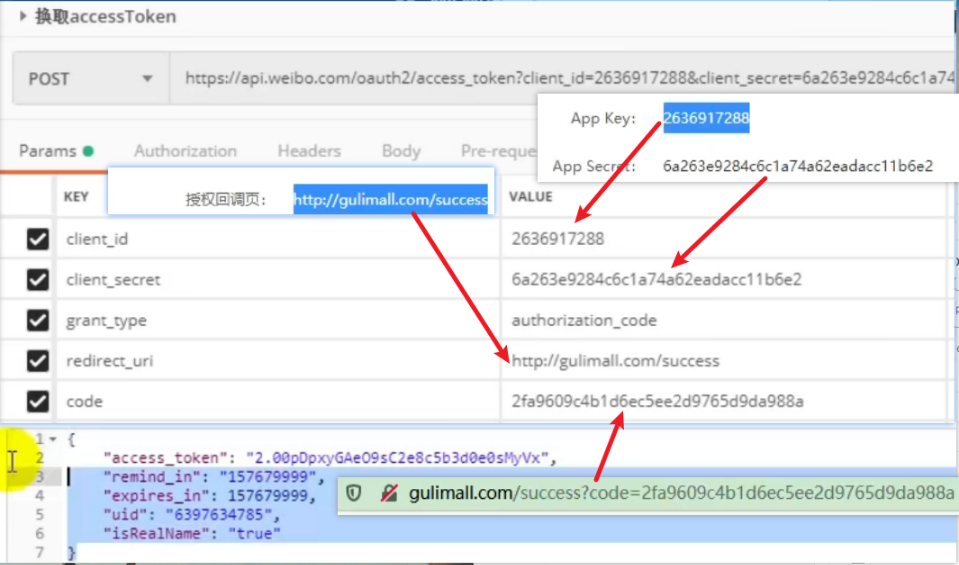 换取accessToken
POST
https://api.weibo.com/oauth2/access_token?client_id=2636917288&client_secret=6a263e9284c6c1a74
App Key: 2636917288
App Secret: 6a263e9284c6c1a74a62eadacc11b6e2
Params Authorization Headers Body Pre-reque
授权回调页: http://gulimall.com/success
KEY VALUE
client_id 2636917288
client_secret 6a263e9284c6c1a74a62eadacc11b6e2
grant_type authorization_code
redirect_uri http://gulimall.com/success
code 2fa9609c4b1d6ec5ee2d9765d9da988a
1 {
2 "access_token": "2.00pDpxyGAeO9sC2e8c5b3d0e0sMyVx",
3 "remind_in": "157679999",
4 "expires_in": 157679999,
5 "uid": "6397634785",
6 "isRealName": "true"
7 }
gulimall.com/success?code=2fa9609c4b1d6ec5ee2d9765d9da988a